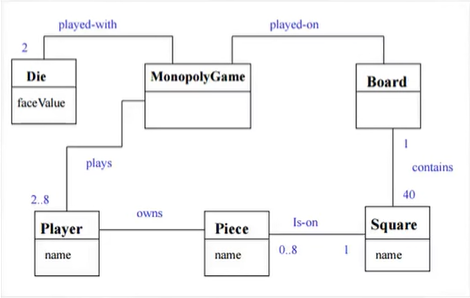 played-with
played-on
2
Die
MonopolyGame
Board
faceValue
1
plays
contains
2..8
40
owns
Is-on
Player
Piece
Square
0..8
1
name
name
name